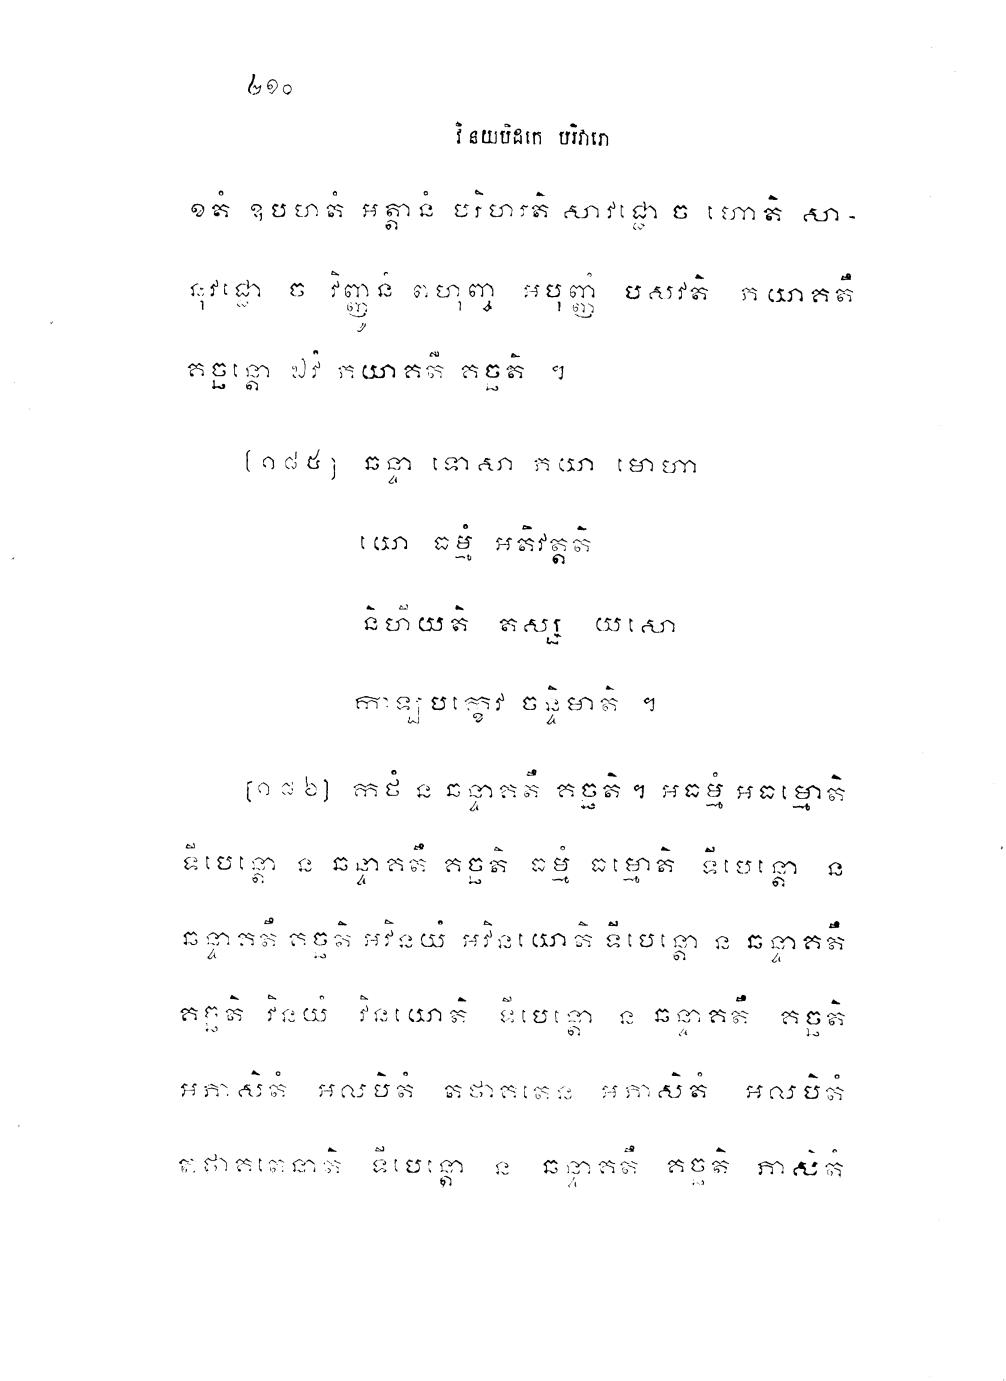 ២១០
វិនយបិដកេ បរិវារោ
ខតំ ឧបហតំ អត្តានំ បរិហរតិ សាវជ្ជោ ច ហោតិ សា-
នុវជ្ជោ ច វិញ្ញូនំ ពហុញ្ច អបុញ្ញំ បសវតិ ភយាគតឹ
គច្ឆន្តោ ឯវំ ភយាគតឹ គច្ឆតិ ។
[១៨៥] ឆន្ទា ទោសា ភយា មោហា
យោ ធម្មំ អតិវត្តតិ
និហីយតិ តស្ស យសោ
កាឡបក្ខេវ ចន្ទិមាតិ ។
[១៨៦] កថំ ន ឆន្ទាគតឹ គច្ឆតិ ។ អធម្មំ អធម្មោតិ
ទីបេន្តោ ន ឆន្ទាគតឹ គច្ឆតិ ធម្មំ ធម្មោតិ ទីបេន្តោ ន
ឆន្ទាគតឹ គច្ឆតិ អវិនយំ អវិនយោតិ ទីបេន្តោ ន ឆន្ទាគតឹ
គច្ឆតិ វិនយំ វិនយោតិ ទីបេន្តោ ន ឆន្ទាគតឹ គច្ឆតិ
អភាសិតំ អលបិតំ តថាគតេន អភាសិតំ អលបិតំ
តថាគតេនាតិ ទីបេន្តោ ន ឆន្ទាគតឹ គច្ឆតិ ភាសិតំ